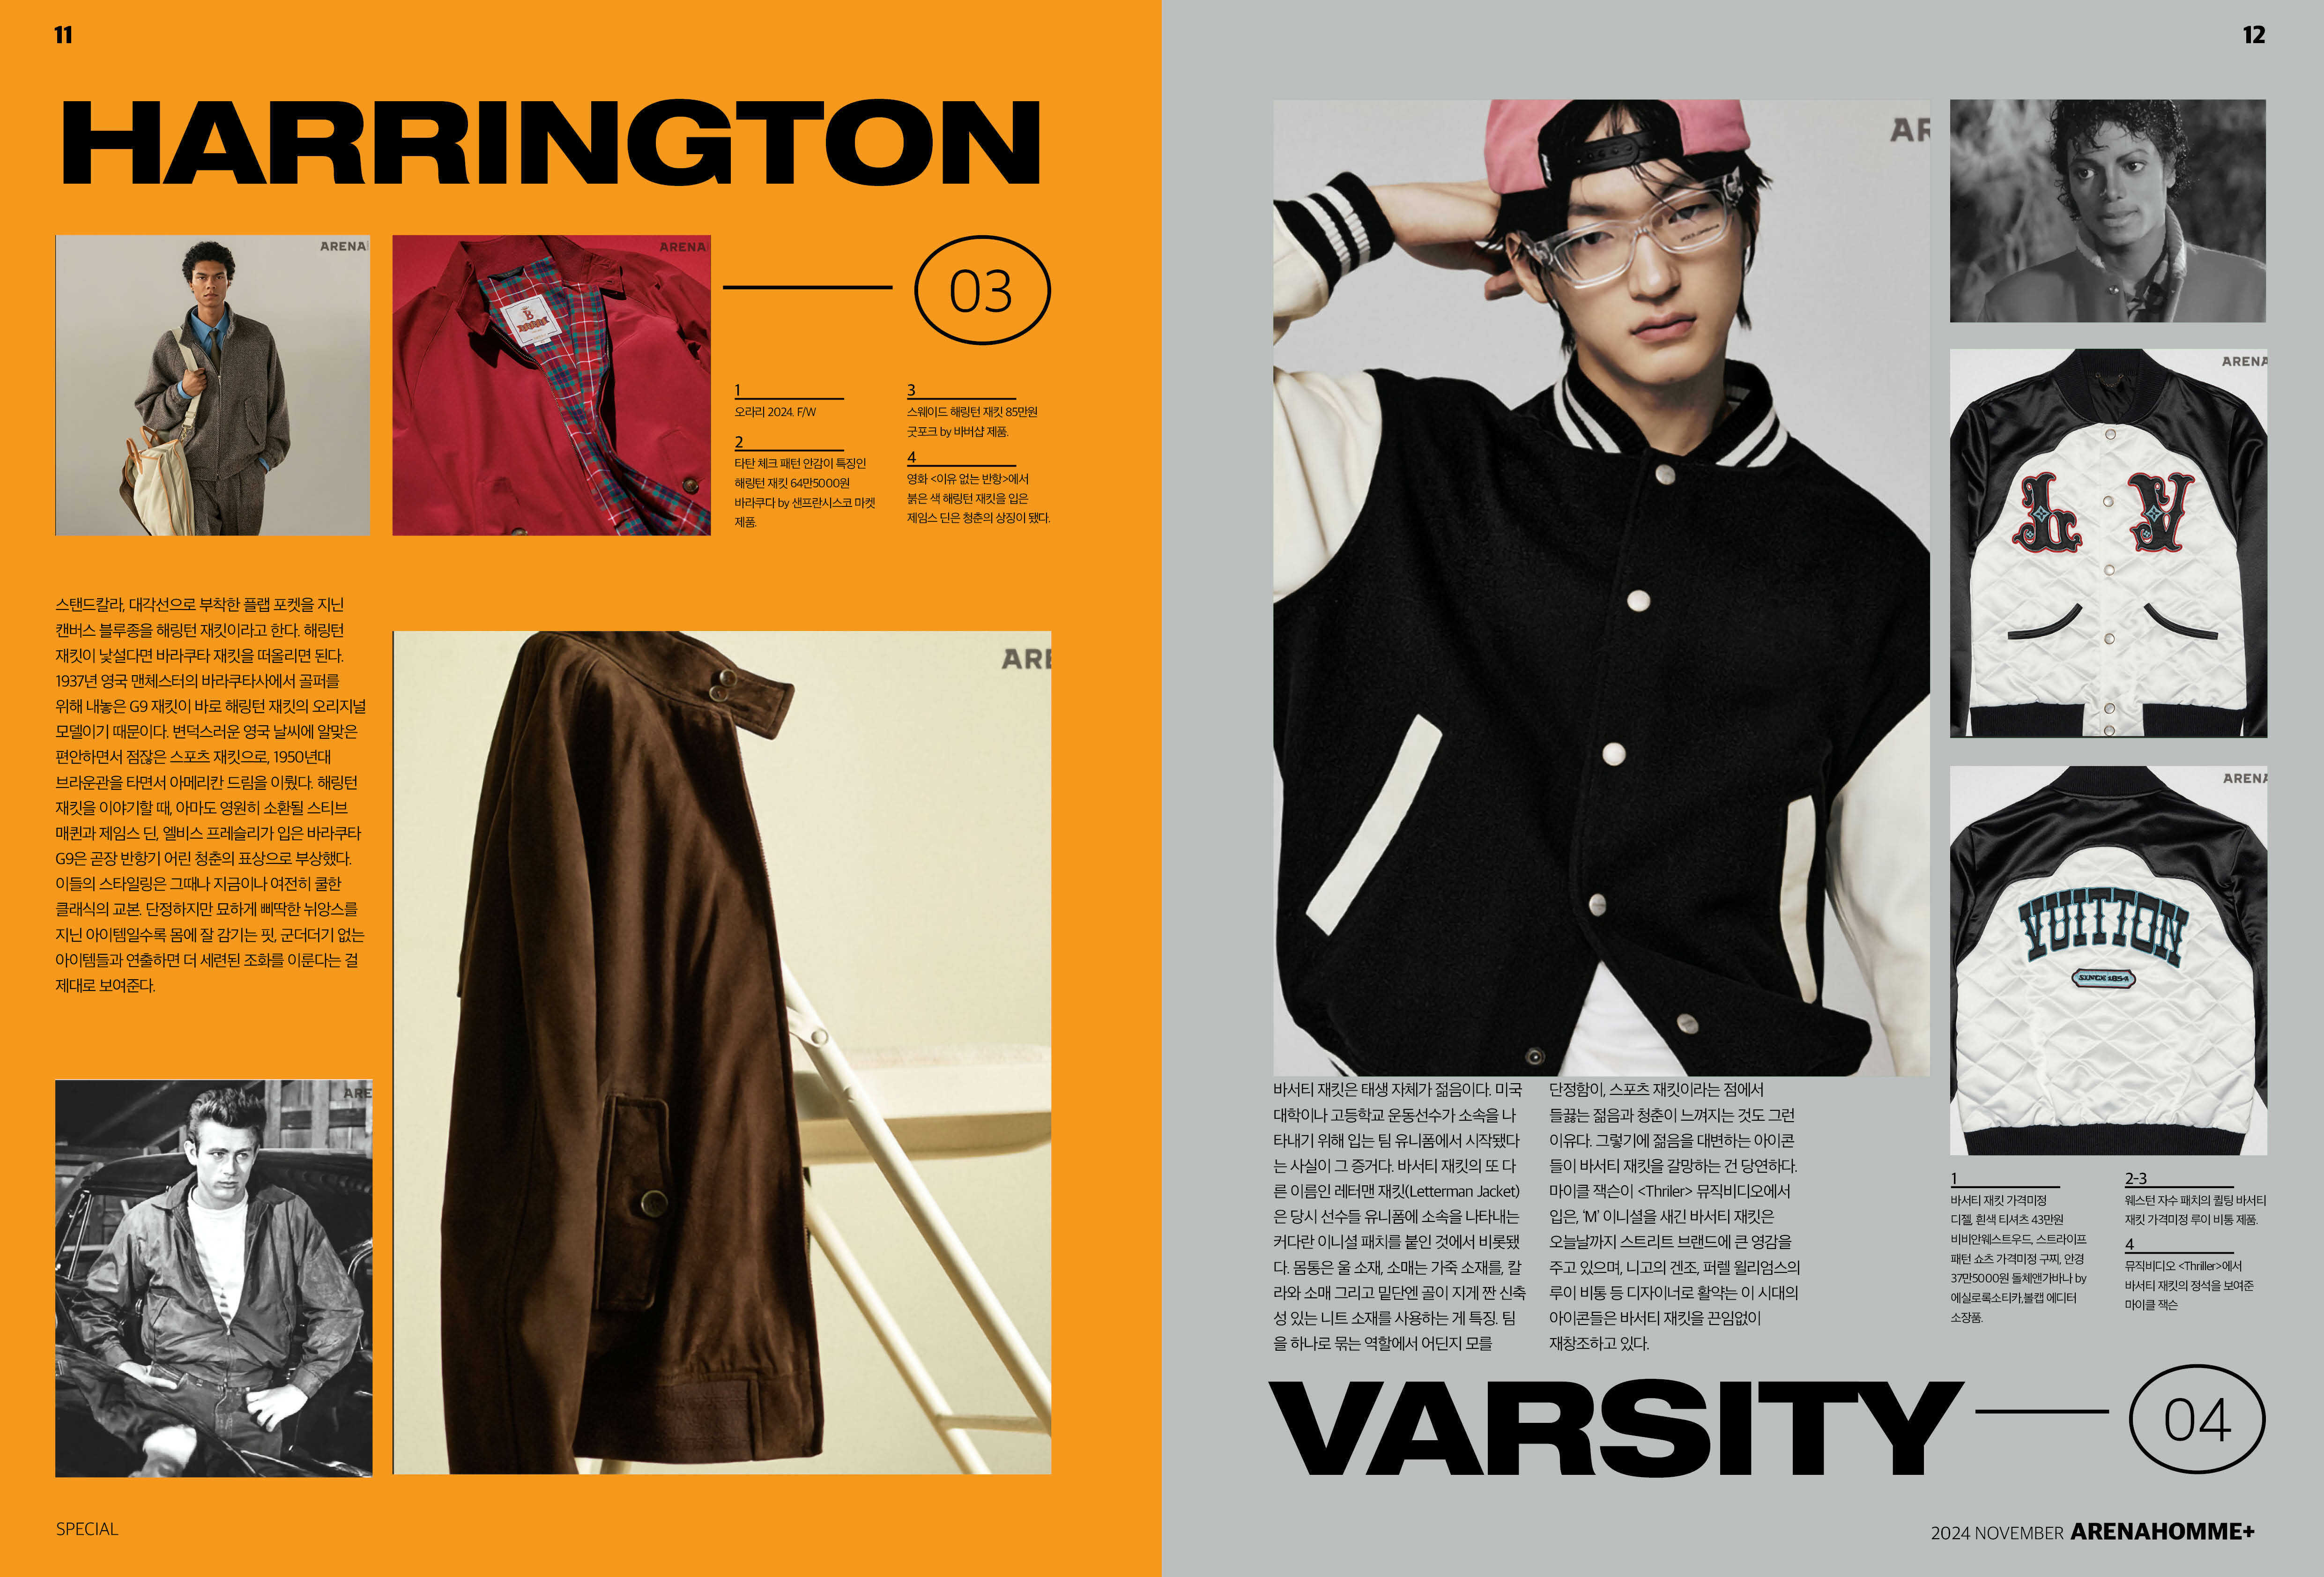 11
HARRINGTON
ARENA
ARENA
03
1
오라리 2024. F/W
2
타탄 체크 패턴 안감이 특징인
해링턴 재킷 64만5000원
바라쿠다 by 샌프란시스코 마켓
제품.
3
스웨이드 해링턴 재킷 85만원
굿포크 by 바버샵 제품.
4
영화 <이유 없는 반항>에서
붉은 색 해링턴 재킷을 입은
제임스 딘은 청춘의 상징이 됐다.
스탠드칼라, 대각선으로 부착한 플랩 포켓을 지닌
캔버스 블루종을 해링턴 재킷이라고 한다. 해링턴
재킷이 낯설다면 바라쿠타 재킷을 떠올리면 된다.
1937년 영국 맨체스터의 바라쿠타사에서 골퍼를
위해 내놓은 G9 재킷이 바로 해링턴 재킷의 오리지널
모델이기 때문이다. 변덕스러운 영국 날씨에 알맞은
편안하면서 점잖은 스포츠 재킷으로, 1950년대
브라운관을 타면서 아메리칸 드림을 이뤘다. 해링턴
재킷을 이야기할 때, 아마도 영원히 소환될 스티브
매퀸과 제임스 딘, 엘비스 프레슬리가 입은 바라쿠타
G9은 곧장 반항기 어린 청춘의 표상으로 부상했다.
이들의 스타일링은 그때나 지금이나 여전히 쿨한
클래식의 교본. 단정하지만 묘하게 삐딱한 뉘앙스를
지닌 아이템일수록 몸에 잘 감기는 핏, 군더더기 없는
아이템들과 연출하면 더 세련된 조화를 이룬다는 걸
제대로 보여준다.
ARE
ARE
SPECIAL
12
AR
ARENA
L V
ARENA
VUITTON
SINCE 1854
바서티 재킷은 태생 자체가 젊음이다. 미국
대학이나 고등학교 운동선수가 소속을 나
타내기 위해 입는 팀 유니폼에서 시작됐다
는 사실이 그 증거다. 바서티 재킷의 또 다
른 이름인 레터맨 재킷(Letterman Jacket)
은 당시 선수들 유니폼에 소속을 나타내는
커다란 이니셜 패치를 붙인 것에서 비롯됐
다. 몸통은 울 소재, 소매는 가죽 소재를, 칼
라와 소매 그리고 밑단엔 골이 지게 짠 신축
성 있는 니트 소재를 사용하는 게 특징. 팀
을 하나로 묶는 역할에서 어딘지 모를
단정함이, 스포츠 재킷이라는 점에서
들끓는 젊음과 청춘이 느껴지는 것도 그런
이유다. 그렇기에 젊음을 대변하는 아이콘
들이 바서티 재킷을 갈망하는 건 당연하다.
마이클 잭슨이 <Thriler> 뮤직비디오에서
입은, ‘M’ 이니셜을 새긴 바서티 재킷은
오늘날까지 스트리트 브랜드에 큰 영감을
주고 있으며, 니고의 겐조, 퍼렐 윌리엄스의
루이 비통 등 디자이너로 활약는 이 시대의
아이콘들은 바서티 재킷을 끈임없이
재창조하고 있다.
1
바서티 재킷 가격미정
디젤, 흰색 티셔츠 43만원
비비안웨스트우드, 스트라이프
패턴 쇼츠 가격미정 구찌, 안경
37만5000원 돌체앤가바나 by
에실로룩소티카,볼캡 에디터
소장품.
2-3
웨스턴 자수 패치의 퀼팅 바서티
재킷 가격미정 루이 비통 제품.
4
뮤직비디오 <Thriller>에서
바서티 재킷의 정석을 보여준
마이클 잭슨
VARSITY
04
2024 NOVEMBER ARENAHOMME+